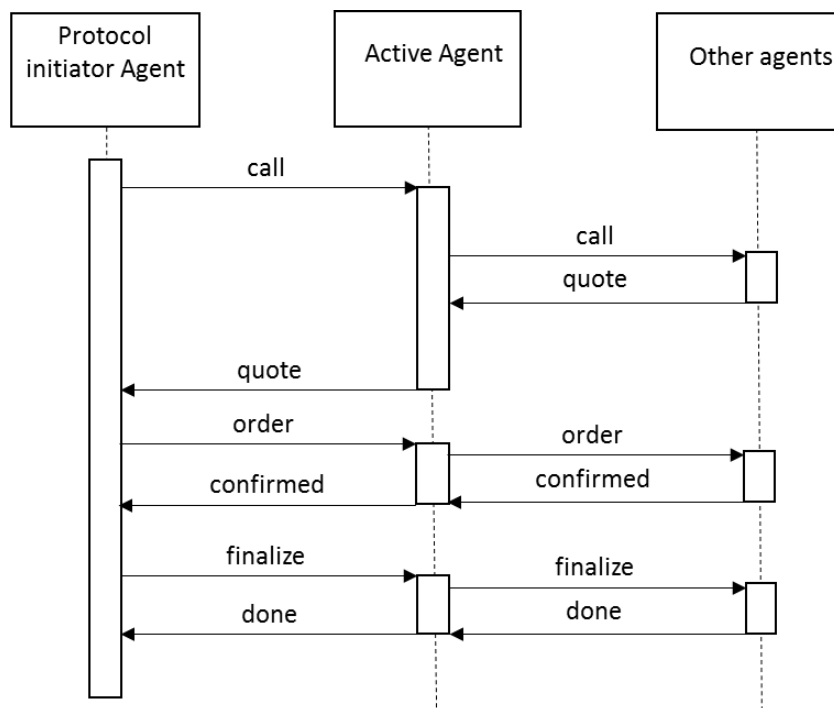 Protocol
initiator Agent
Active Agent
Other agents
call
call
quote
quote
order
order
confirmed
confirmed
finalize
finalize
done
done